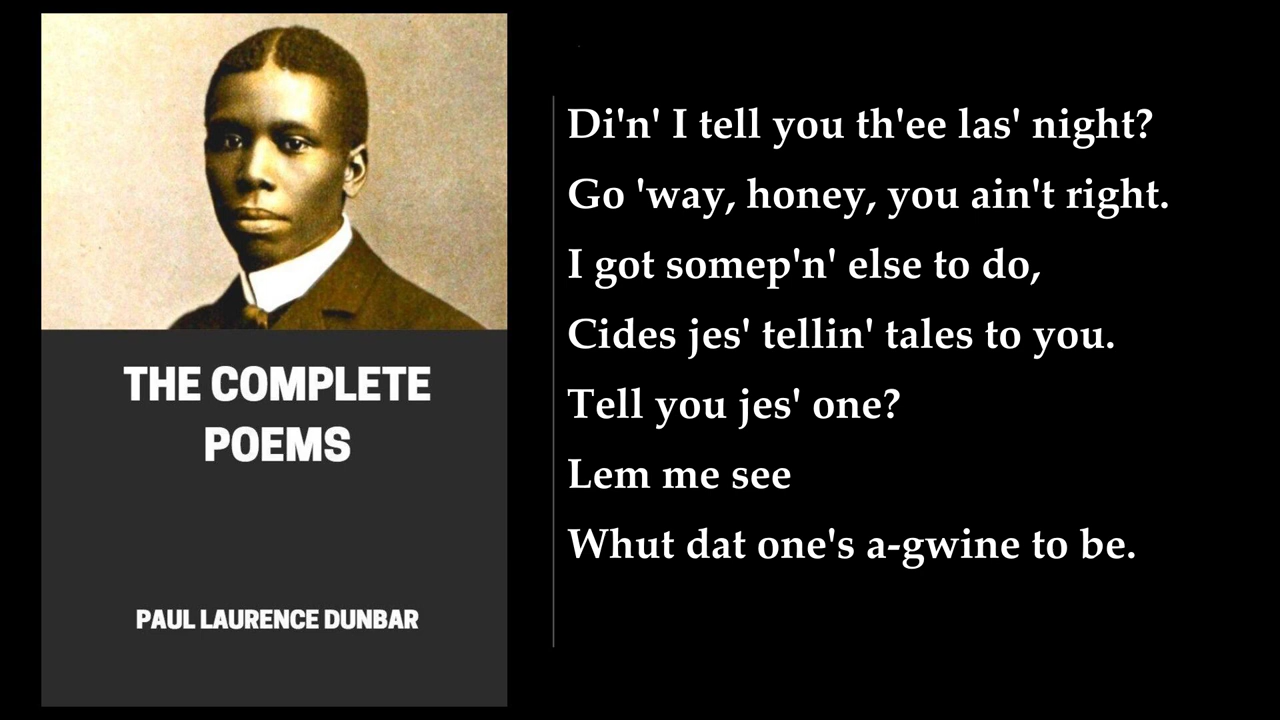 THE COMPLETE
POEMS
PAUL LAURENCE DUNBAR
Di'n' I tell you th'ee las' night?
Go 'way, honey, you ain't right.
I got somep'n' else to do,
Cides jes' tellin' tales to you.
Tell you jes' one?
Lem me see
Whut dat one's a-gwine to be.